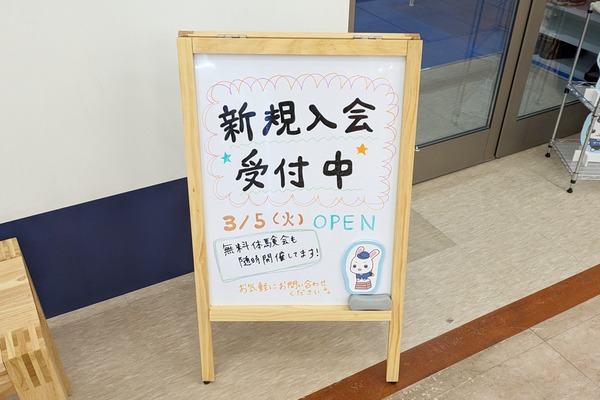 新規入会
受付中
3/5(火) OPEN
無料体験会も
随時開催してます!
お気軽にお問い合わせ
ください。